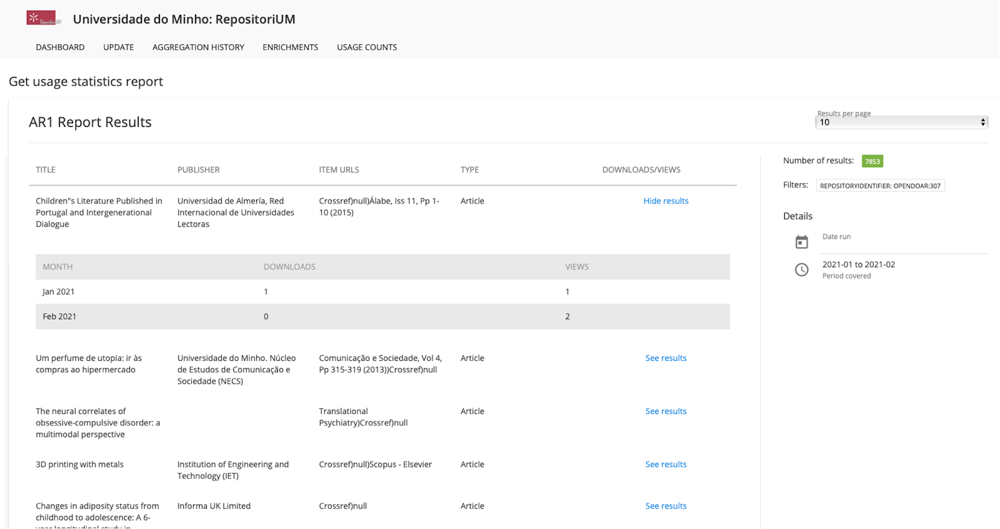 RepositoriUM
Universidade do Minho: RepositoriUM
DASHBOARD UPDATE AGGREGATION HISTORY ENRICHMENTS USAGE COUNTS
Get usage statistics report
AR1 Report Results
Results per page
10
TITLE PUBLISHER ITEM URLS TYPE DOWNLOADS/VIEWS
Children"s Literature Published in
Portugal and Intergenerational
Dialogue
Universidad de Almería, Red
Internacional de Universidades
Lectoras
Crossref)null)Álabe, Iss 11, Pp 1-
10 (2015)
Article
Hide results
MONTH DOWNLOADS VIEWS
Jan 2021 1 1
Feb 2021 0 2
Um perfume de utopia: ir às
compras ao hipermercado
Universidade do Minho. Núcleo
de Estudos de Comunicação e
Sociedade (NECS)
Comunicação e Sociedade, Vol 4,
Pp 315-319 (2013))Crossref)null
Article
See results
The neural correlates of
obsessive-compulsive disorder: a
multimodal perspective
Translational
Psychiatry)Crossref)null
Article
See results
3D printing with metals
Institution of Engineering and
Technology (IET)
Crossref)null)Scopus - Elsevier
Article
See results
Changes in adiposity status from
childhood to adolescence: A 6-
year longitudinal study in
Informa UK Limited
Crossref)null
Article
See results
Number of results: 7853
Filters: REPOSITORYIDENTIFIER: OPENDOAR:307
Details
Date run
2021-01 to 2021-02
Period covered